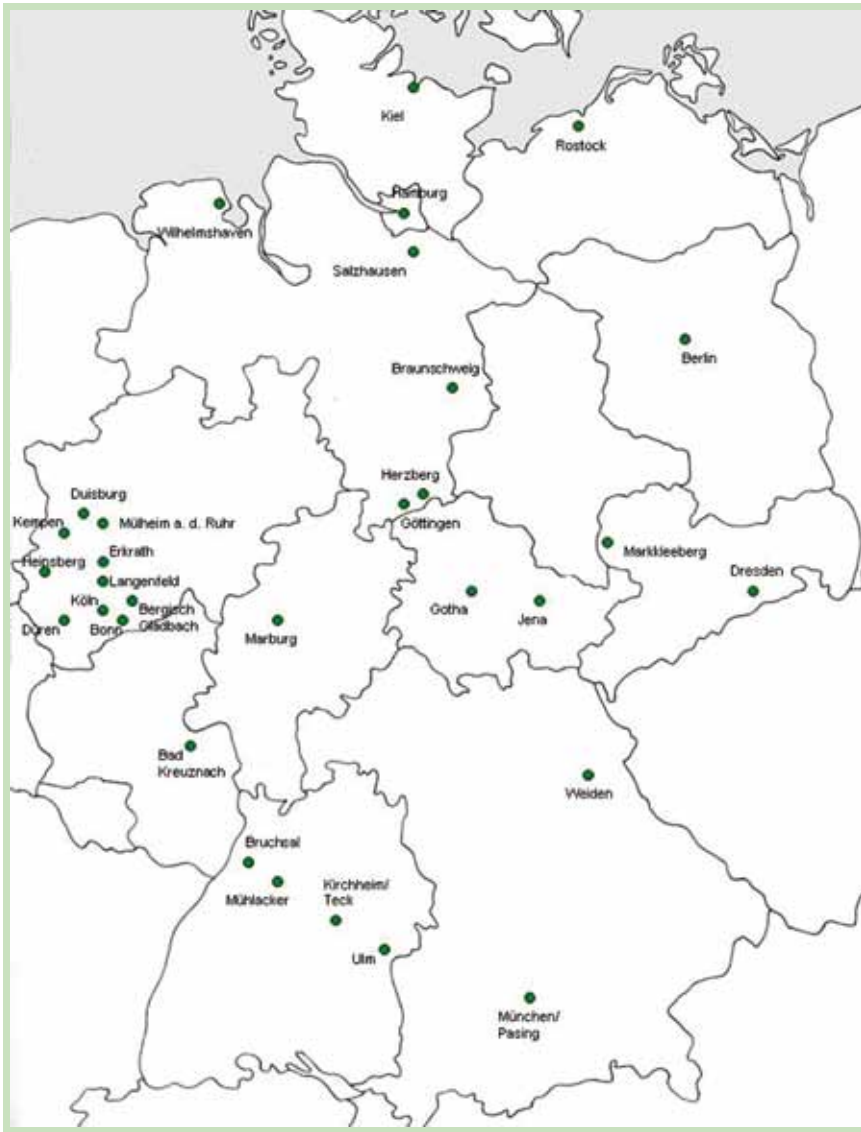 Kiel
Rostock
Hamburg
Wilhelmshaven
Salzhausen
Berlin
Braunschweig
Herzberg
Duisburg
Göttingen
Kempen
Mülheim a. d. Ruhr
Markkleeberg
Erkrath
Heinsberg
Langenfeld
Dresden
Gotha
Köln
Bergisch
Gladbach
Jena
Düren
Bonn
Marburg
Bad
Kreuznach
Weiden
Bruchsal
Kirchheim/
Teck
Mühlacker
Ulm
München/
Pasing